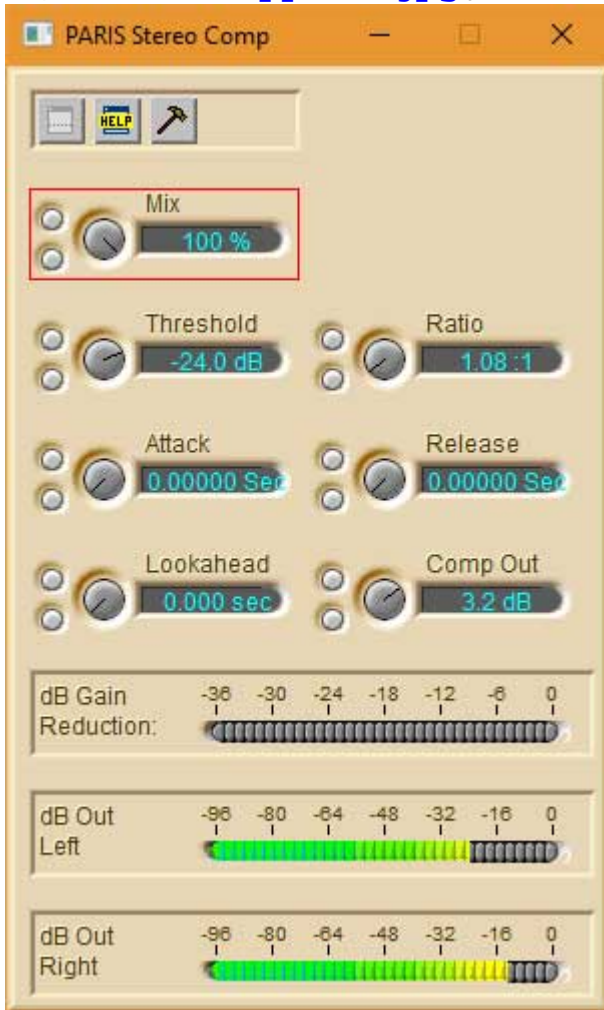 PARIS Stereo Comp
HELP
Mix
100 %
Threshold
Ratio
-24.0 dB
1.08 :1
Attack
Release
0.00000 Sec
0.00000 Sec
Lookahead
Comp Out
0.000 sec
3.2 dB
dB Gain -36 -30 -24 -18 -12 -6 0
Reduction:
dB Out -96 -80 -64 -48 -32 -16 0
Left
dB Out -96 -80 -64 -48 -32 -16 0
Right